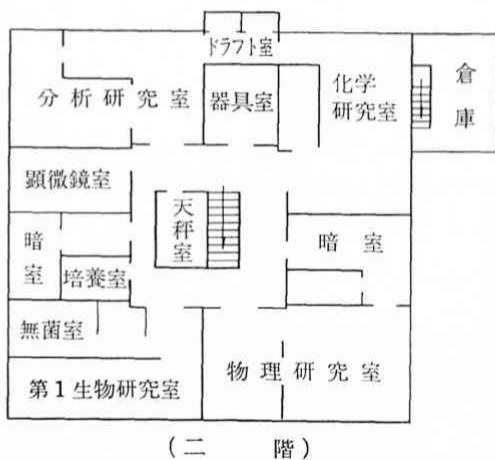 ドラフト室
分析研究室
器具室
化学
研究室
倉庫
顕微鏡室
天秤室
暗室
暗室
培養室
無菌室
物理研究室
第1生物研究室
(二階)